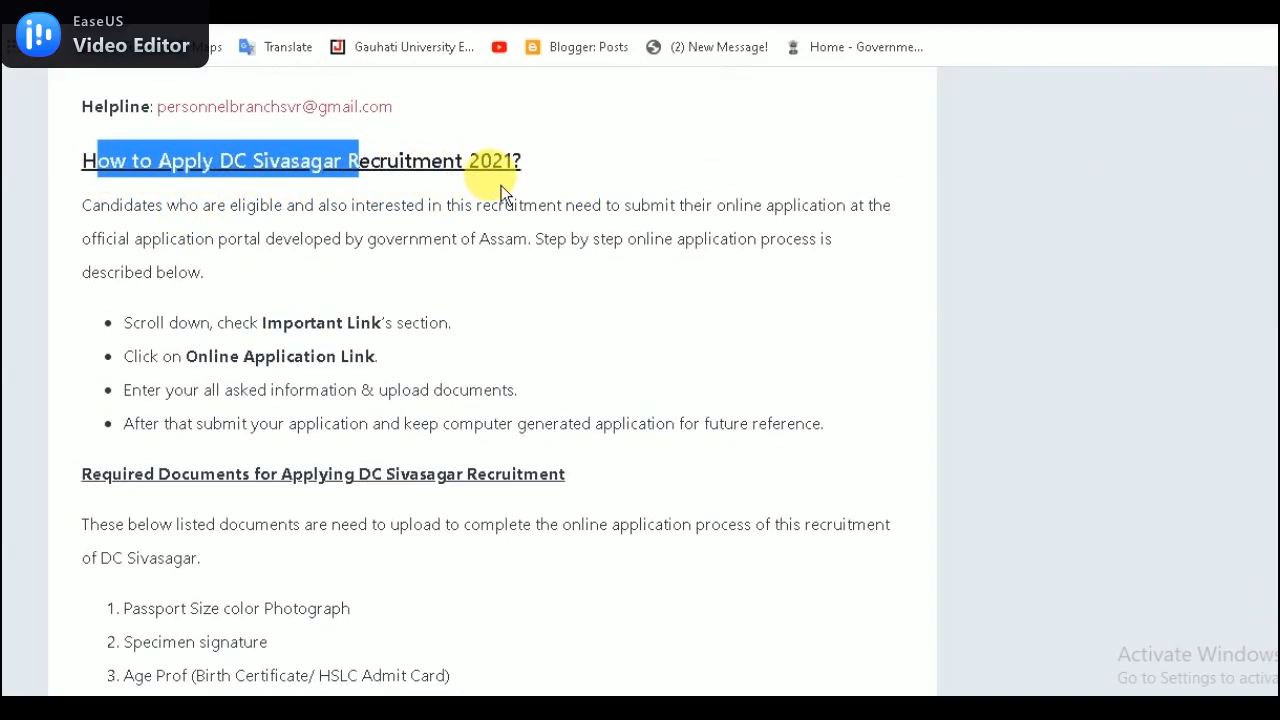 EaseUS
Video Editor
Maps
Translate
Gauhati University E...
Blogger: Posts
(2) New Message!
Home - Governme...
Helpline: personnelbranchsvr@gmail.com
How to Apply DC Sivasagar Recruitment 2021?
Candidates who are eligible and also interested in this recruitment need to submit their online application at the
official application portal developed by government of Assam. Step by step online application process is
described below.
• Scroll down, check Important Link's section.
• Click on Online Application Link.
• Enter your all asked information & upload documents.
• After that submit your application and keep computer generated application for future reference.
Required Documents for Applying DC Sivasagar Recruitment
These below listed documents are need to upload to complete the online application process of this recruitment
of DC Sivasagar.
1. Passport Size color Photograph
2. Specimen signature
3. Age Prof (Birth Certificate/ HSLC Admit Card)
Activate Windows
Go to Settings to activa